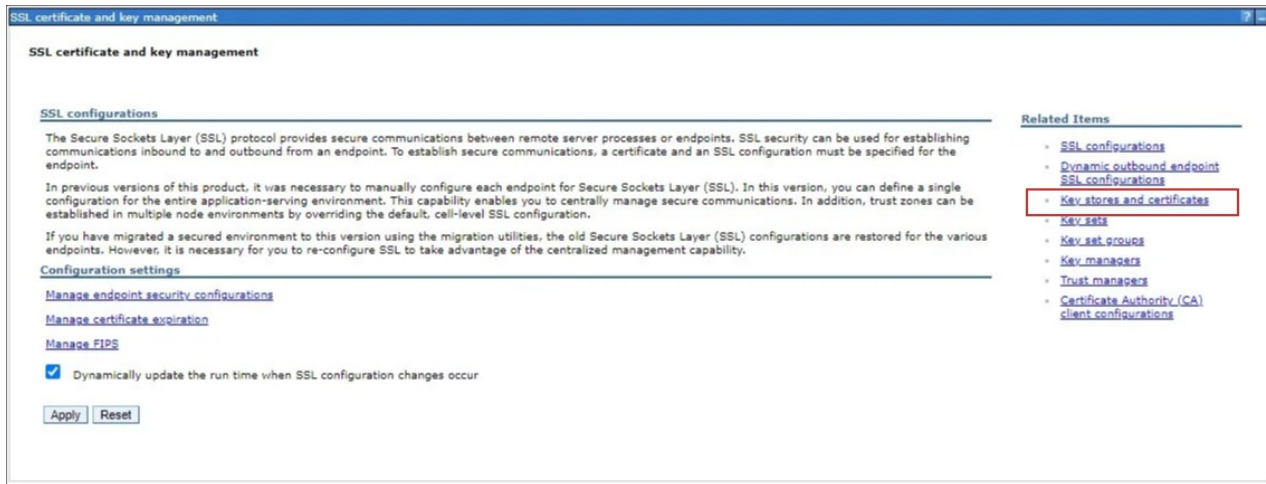 SSL certificate and key management
? –
SSL certificate and key management
SSL configurations
The Secure Sockets Layer (SSL) protocol provides secure communications between remote server processes or endpoints. SSL security can be used for establishing
communications inbound to and outbound from an endpoint. To establish secure communications, a certificate and an SSL configuration must be specified for the
endpoint.
In previous versions of this product, it was necessary to manually configure each endpoint for Secure Sockets Layer (SSL). In this version, you can define a single
configuration for the entire application-serving environment. This capability enables you to centrally manage secure communications. In addition, trust zones can be
established in multiple node environments by overriding the default, cell-level SSL configuration.
If you have migrated a secured environment to this version using the migration utilities, the old Secure Sockets Layer (SSL) configurations are restored for the various
endpoints. However, it is necessary for you to re-configure SSL to take advantage of the centralized management capability.
Configuration settings
Manage endpoint security configurations
Manage certificate expiration
Manage FIPS
Dynamically update the run time when SSL configuration changes occur
Apply Reset
Related Items
SSL configurations
Dynamic outbound endpoint
SSL configurations
Key stores and certificates
Key sets
Key set groups
Key managers
Trust managers
Certificate Authority (CA)
client configurations